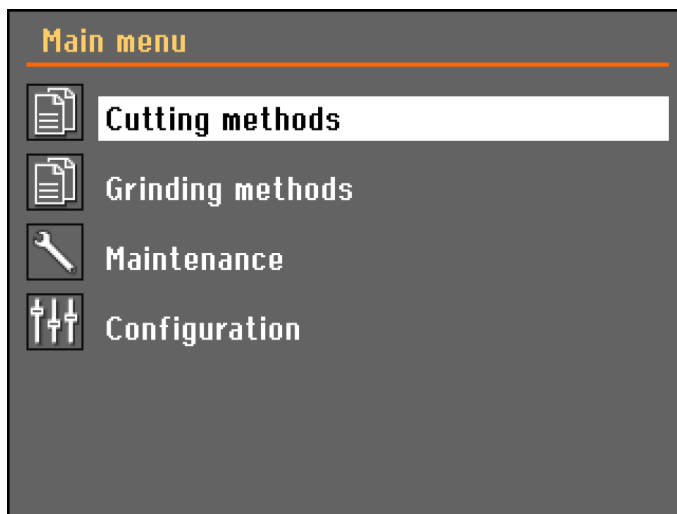 Main menu
Cutting methods
Grinding methods
Maintenance
Configuration